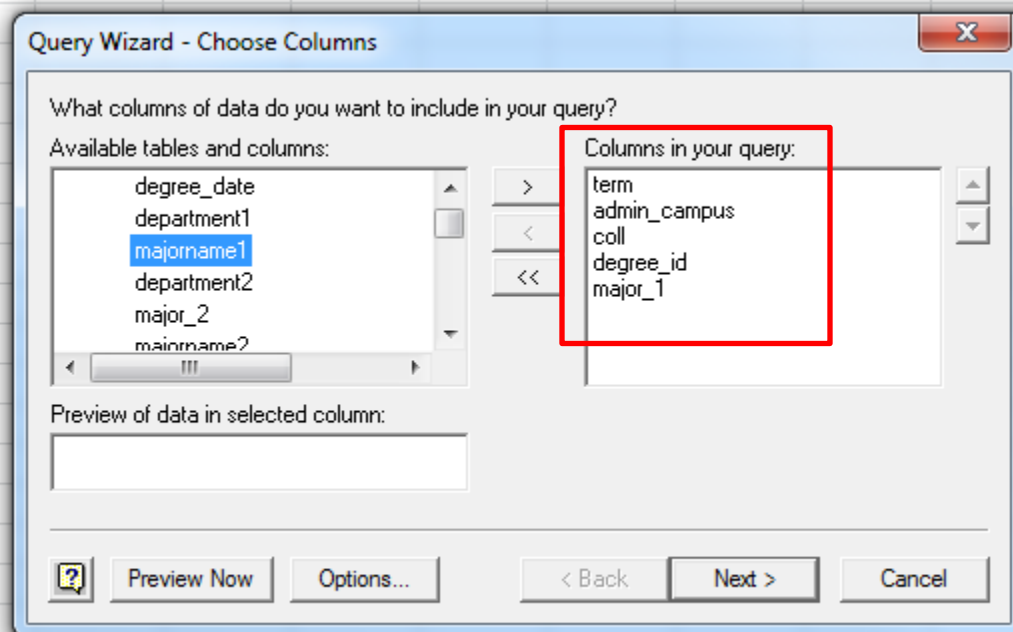 Query Wizard - Choose Columns
What columns of data do you want to include in your query?
Available tables and columns:
degree_date
department1
majorname1
department2
major_2
majorname2
>
<
<<
Columns in your query:
term
admin_campus
coll
degree_id
major_1
Preview of data in selected column:
?
Preview Now
Options...
< Back
Next >
Cancel